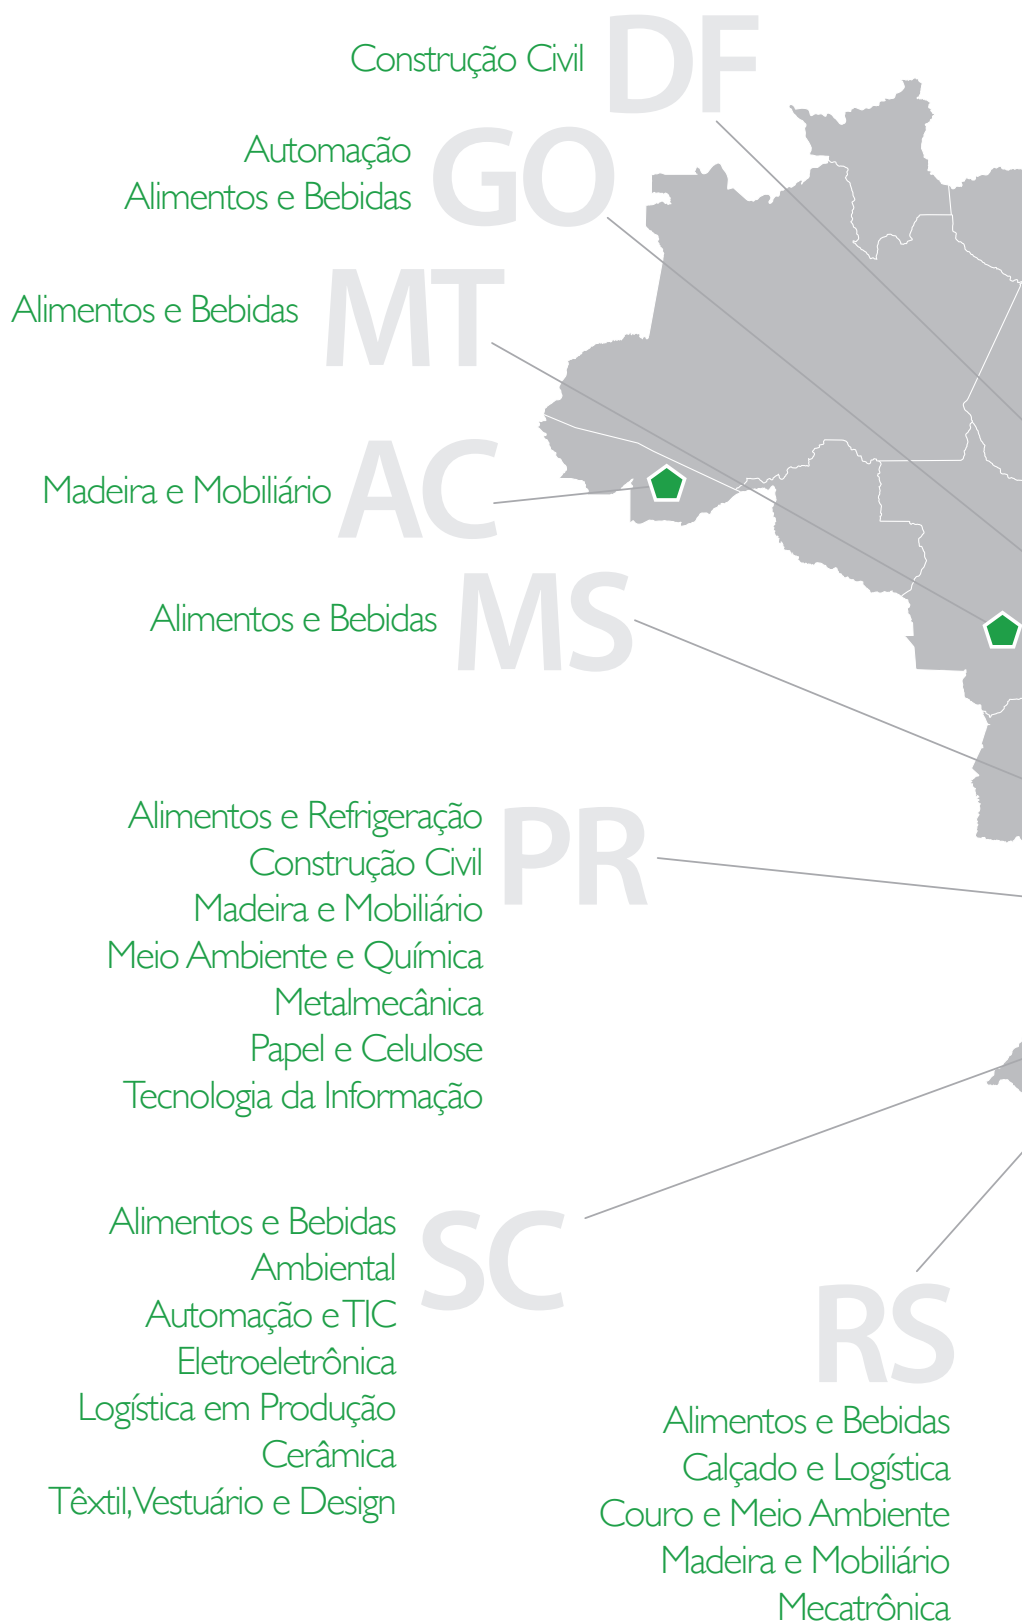 Construção Civil
DF
Automação
Alimentos e Bebidas
GO
Alimentos e Bebidas
MT
Madeira e Mobiliário
AC
Alimentos e Bebidas
MS
Alimentos e Refrigeração
Construção Civil
Madeira e Mobiliário
Meio Ambiente e Química
Metalmecânica
Papel e Celulose
Tecnologia da Informação
PR
Alimentos e Bebidas
Ambiental
Automação e TIC
Eletroeletrônica
Logística em Produção
Cerâmica
Têxtil, Vestuário e Design
SC
RS
Alimentos e Bebidas
Calçado e Logística
Couro e Meio Ambiente
Madeira e Mobiliário
Mecatrônica